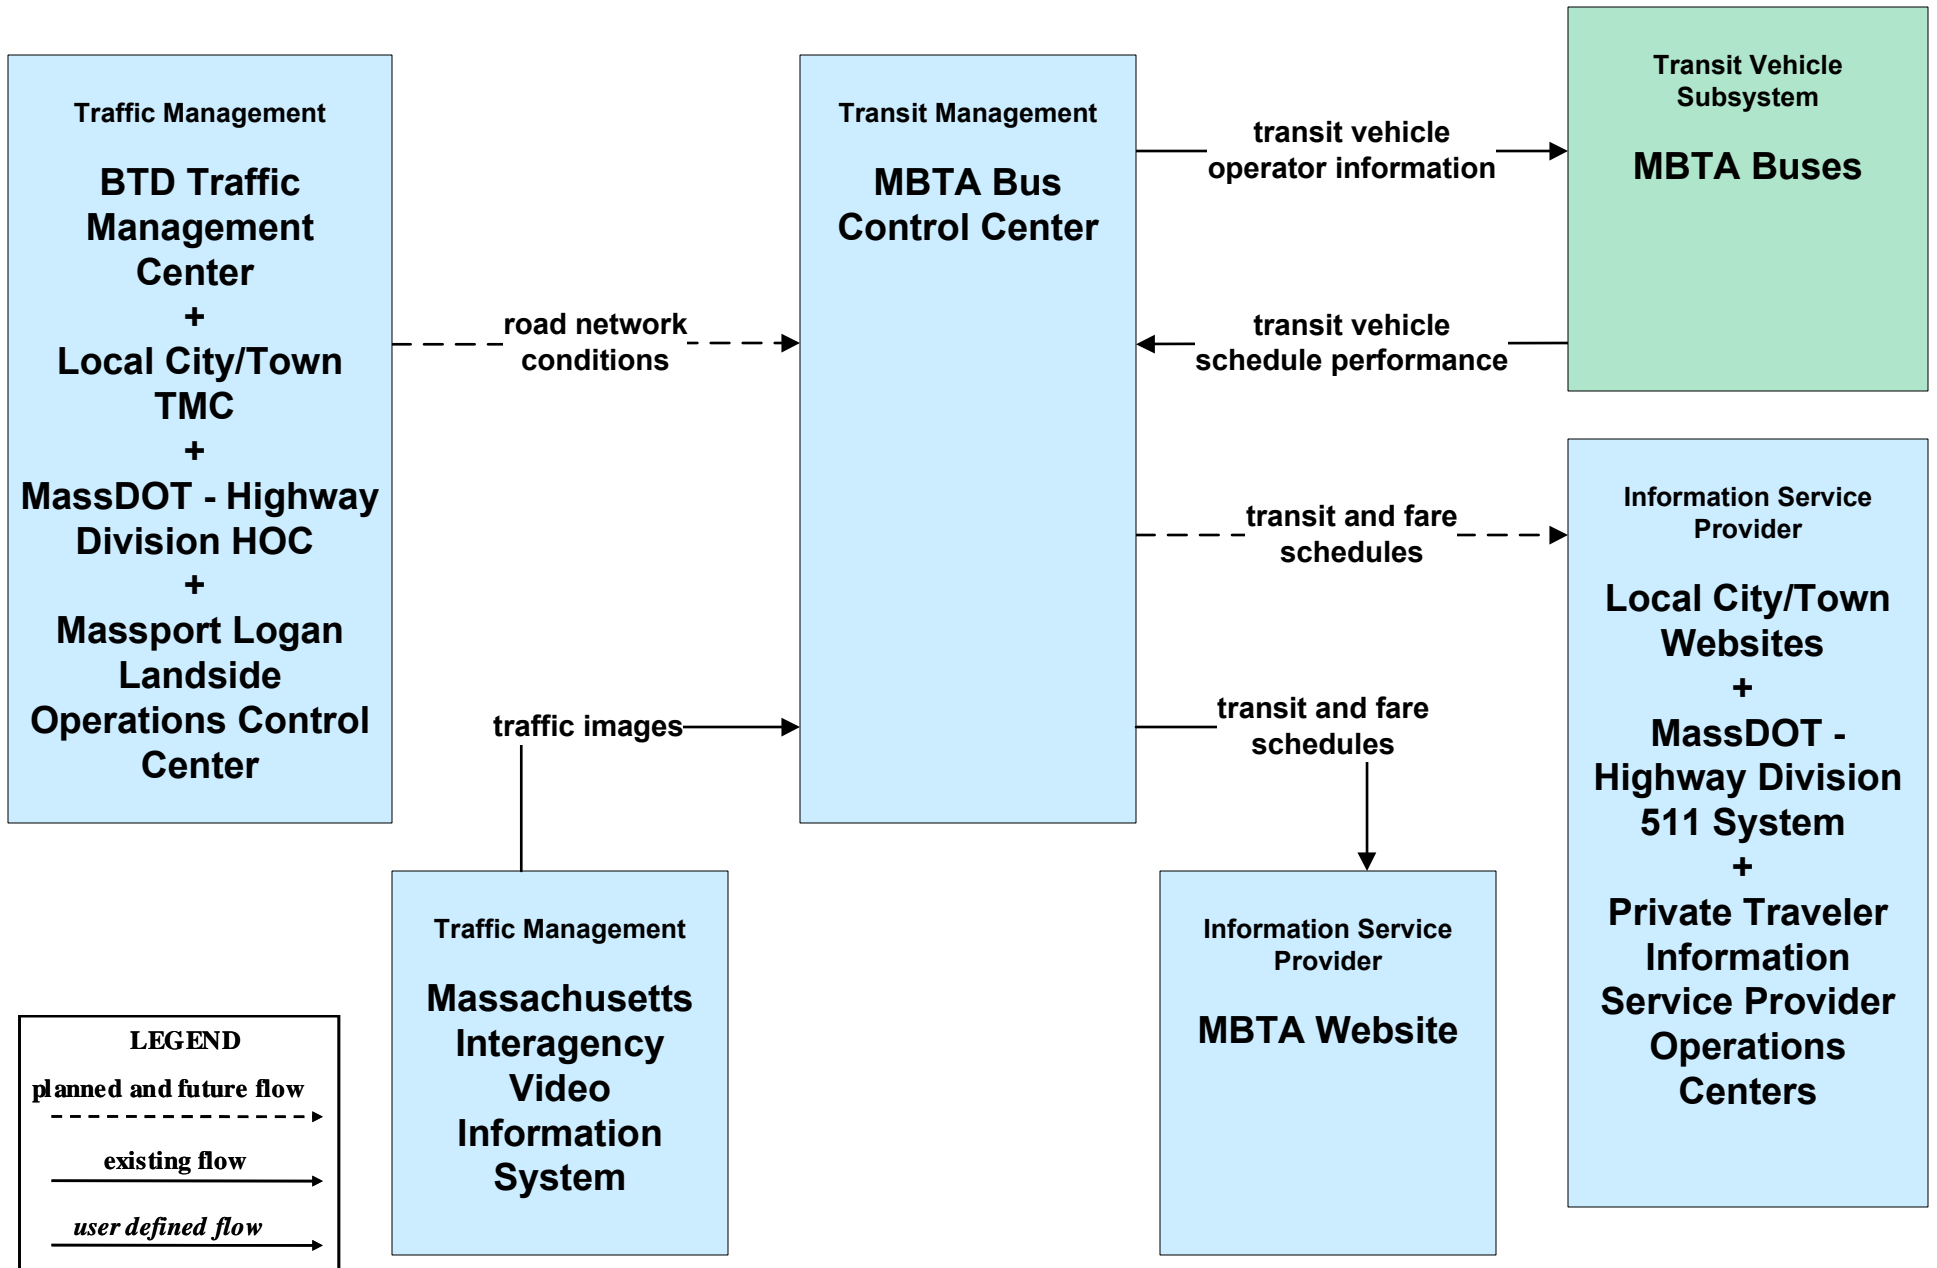 Traffic Management
BTD Traffic
Management
Center
+
Local City/Town
TMC
+
MassDOT - Highway
Division HOC
+
Massport Logan
Landside
Operations Control
Center
road network
conditions
traffic images
Traffic Management
Massachusetts
Interagency
Video
Information
System
Transit Management
MBTA Bus
Control Center
transit vehicle
operator information
transit vehicle
schedule performance
transit and fare
schedules
transit and fare
schedules
Transit Vehicle
Subsystem
MBTA Buses
Information Service
Provider
Local City/Town
Websites
+
MassDOT -
Highway Division
511 System
+
Private Traveler
Information
Service Provider
Operations
Centers
Information Service
Provider
MBTA Website
LEGEND
planned and future flow
existing flow
user defined flow